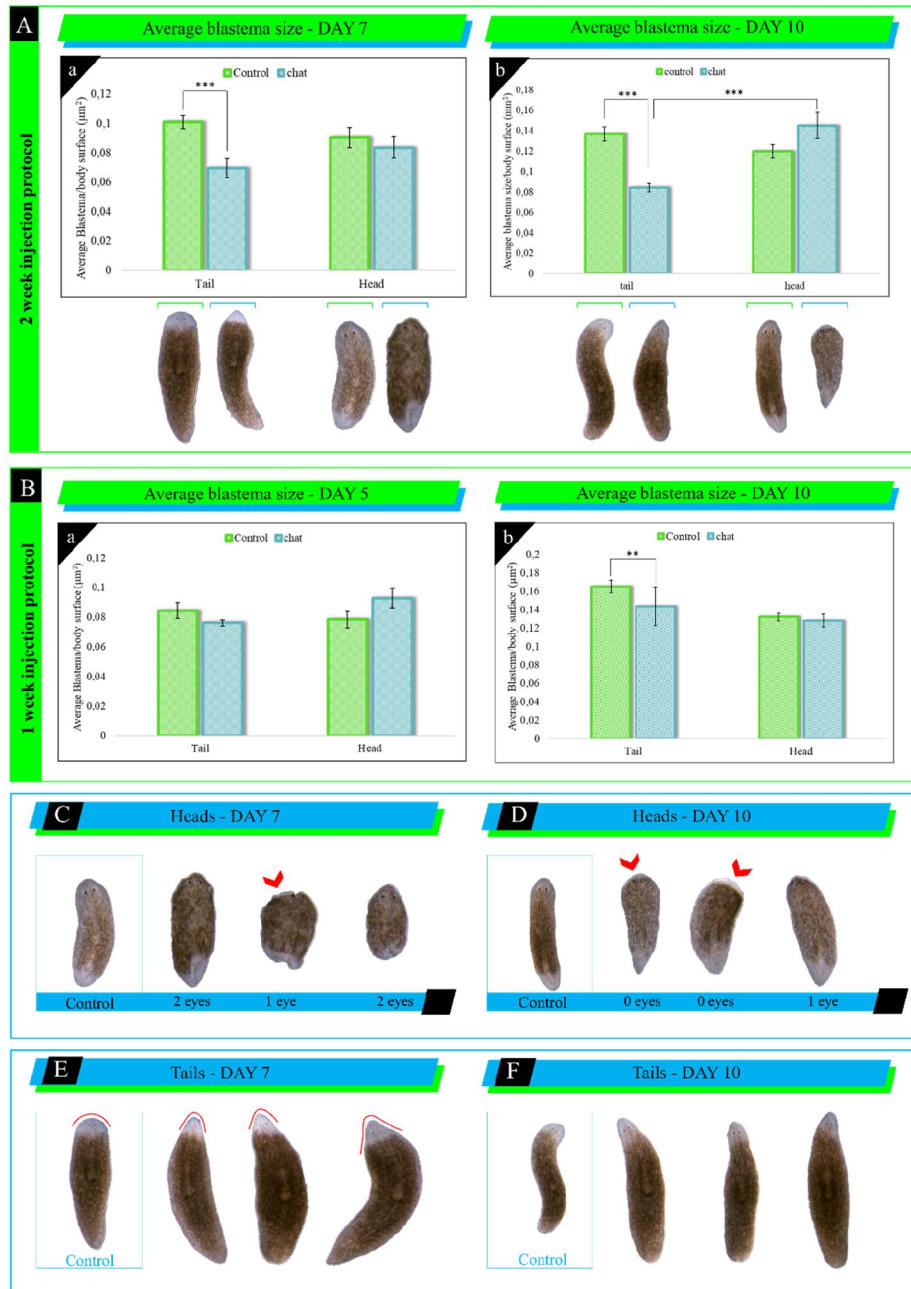 A
2 week injection protocol
Average blastema size - DAY 7
a
Control chat
***
Average Blastema/body surface (µm²)
0,12
0,1
0,08
0,06
0,04
0,02
0
Tail Head
Average blastema size - DAY 10
b
control chat
*** ***
Average blastema size/body surface (mm²)
0,18
0,16
0,14
0,12
0,1
0,08
0,06
0,04
0,02
0
tail head
B
1 week injection protocol
Average blastema size - DAY 5
a
Control chat
Average Blastema/body surface (µm²)
0,12
0,1
0,08
0,06
0,04
0.02
0
Tail Head
Average blastema size - DAY 10
b
Control chat
**
Average Blastema/body surface (µm²)
0,2
0,18
0,16
0,14
0,12
0,1
0,08
0,06
0,04
0,02
0
Tail Head
C
Heads - DAY 7
Control 2 eyes 1 eye 2 eyes
D
Heads - DAY 10
Control 0 eyes 0 eyes 1 eye
E
Tails - DAY 7
Control
F
Tails - DAY 10
Control